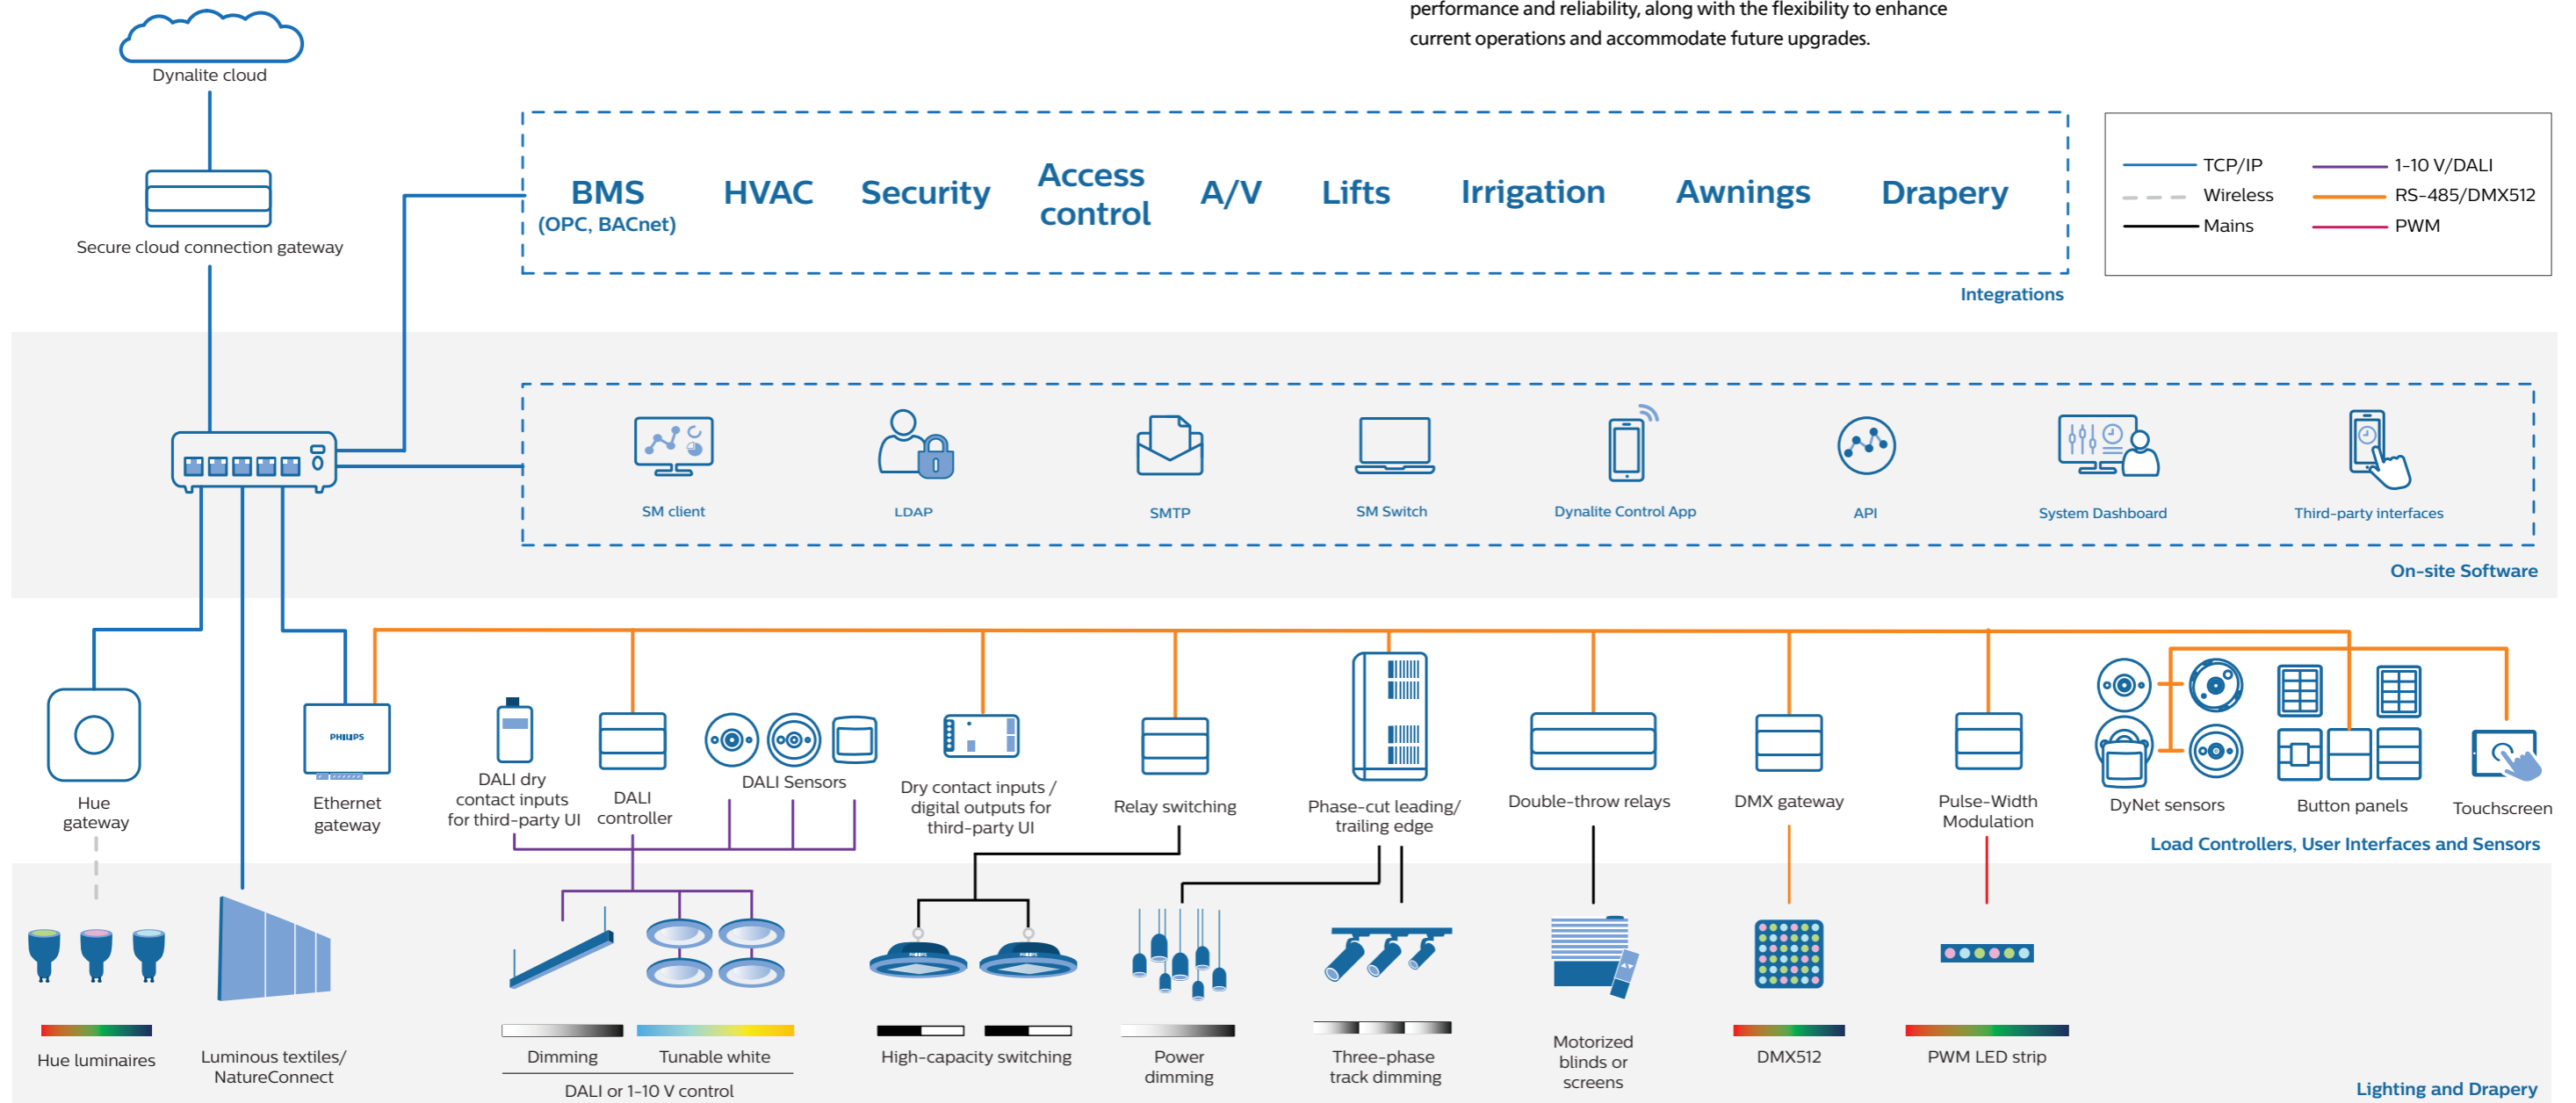 performance and reliability, along with the flexibility to enhance
current operations and accommodate future upgrades.
Dynalite cloud
Secure cloud connection gateway
BMS
(OPC, BACnet)
HVAC
Security
Access
control
A/V
Lifts
Irrigation
Awnings
Drapery
Integrations
TCP/IP
1-10 V/DALI
Wireless
RS-485/DMX512
Mains
PWM
SM client
LDAP
SMTP
SM Switch
Dynalite Control App
API
System Dashboard
Third-party interfaces
On-site Software
Hue
gateway
PHILIPS
Ethernet
gateway
DALI dry
contact inputs
for third-party UI
DALI
controller
DALI Sensors
Dry contact inputs /
digital outputs for
third-party UI
Relay switching
Phase-cut leading/
trailing edge
Double-throw relays
DMX gateway
Pulse-Width
Modulation
DyNet sensors
Button panels
Touchscreen
Load Controllers, User Interfaces and Sensors
PHILIPS
PHILIPS
Hue luminaires
Luminous textiles/
NatureConnect
Dimming
Tunable white
DALI or 1-10 V control
High-capacity switching
Power
dimming
Three-phase
track dimming
Motorized
blinds or
screens
DMX512
PWM LED strip
Lighting and Drapery